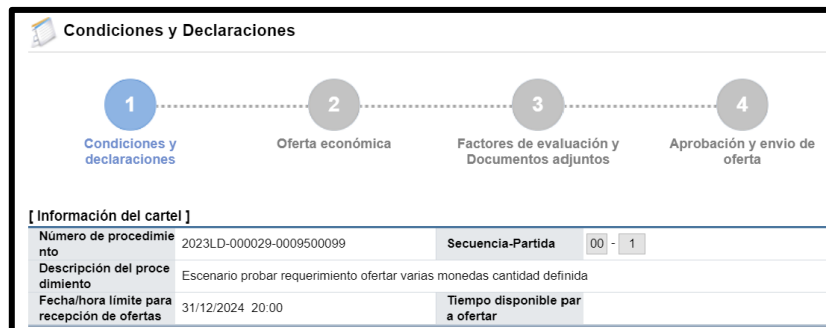 Condiciones y Declaraciones
1 2 3 4
Condiciones y Oferta económica Factores de evaluación y Aprobación y envio de
declaraciones Documentos adjuntos oferta
[ Información del cartel ]
Número de procedimie
nto 2023LD-000029-0009500099 Secuencia-Partida 00 - 1
Descripción del proce
dimiento Escenario probar requerimiento ofertar varias monedas cantidad definida
Fecha/hora límite para Tiempo disponible par
recepción de ofertas 31/12/2024 20:00 a ofertar